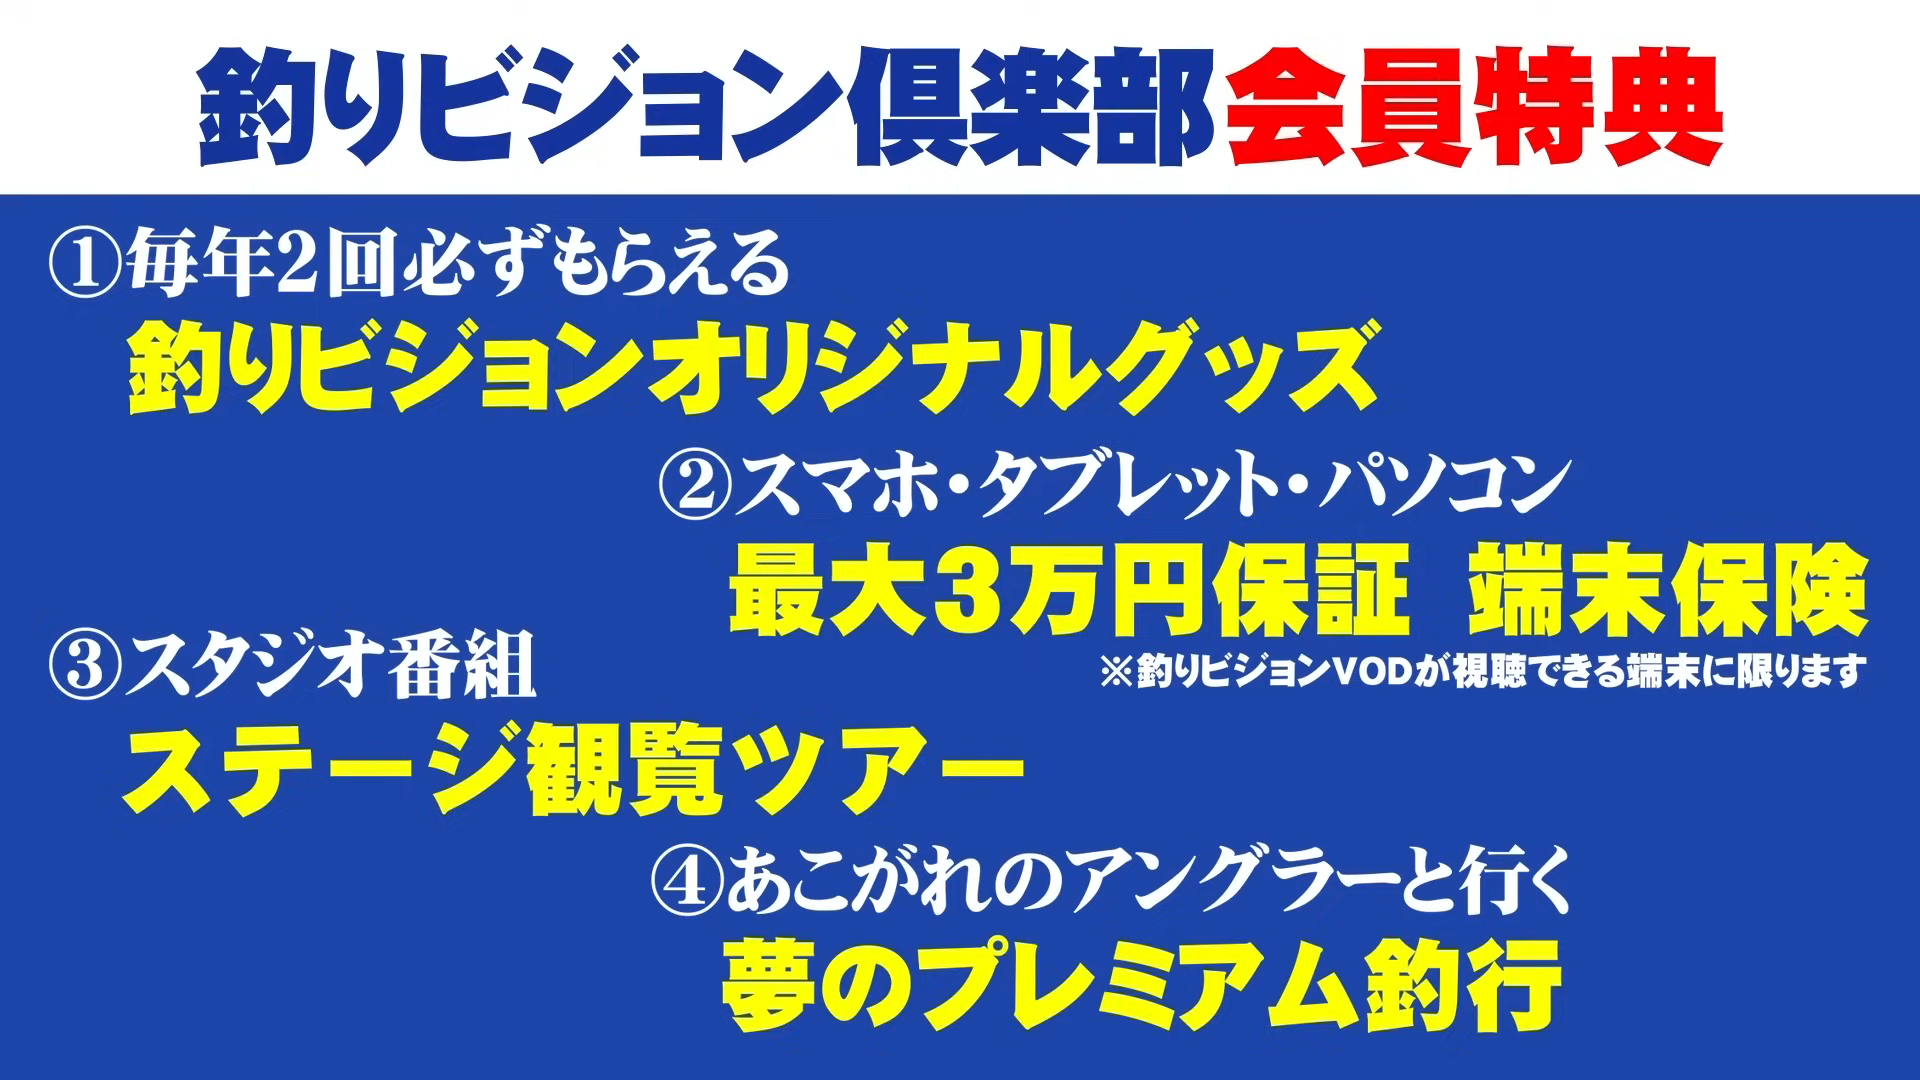 釣りビジョン倶楽部会員特典
①毎年2回必ずもらえる
釣りビジョンオリジナルグッズ
②スマホ・タブレット・パソコン
最大3万円保証 端末保険
※釣りビジョンVODが視聴できる端末に限ります
③スタジオ番組
ステージ観覧ツアー
④あこがれのアングラーと行く
夢のプレミアム釣行